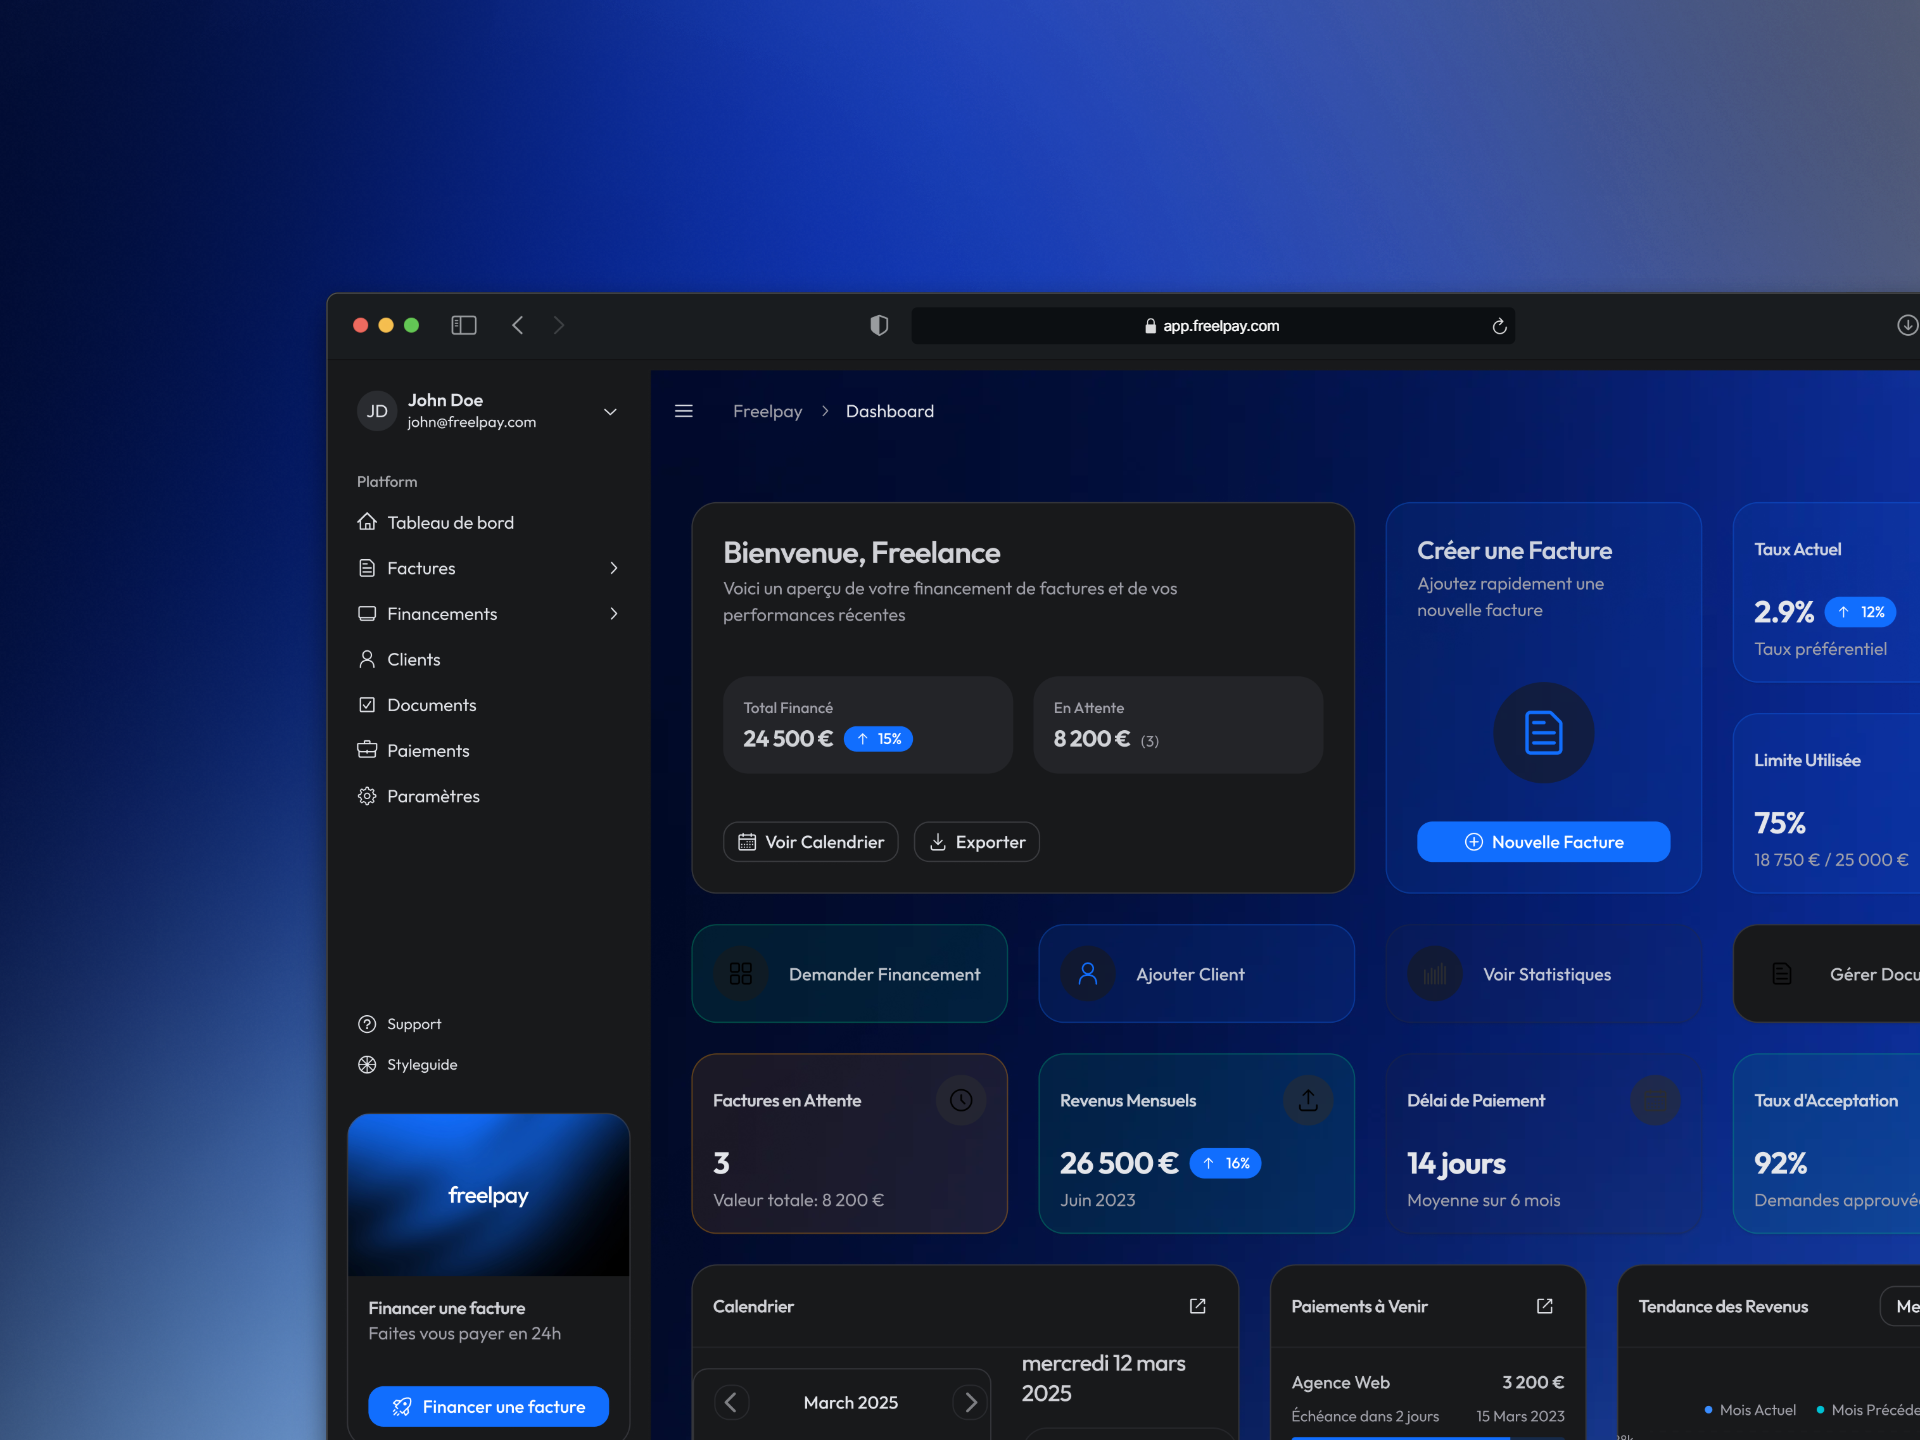 app.freelpay.com
JD
John Doe
john@freelpay.com
Platform
Tableau de bord
Factures
Financements
Clients
Documents
Paiements
Paramètres
Support
Styleguide
freelpay
Financer une facture
Faites vous payer en 24h
Financer une facture
Freelpay > Dashboard
Bienvenue, Freelance
Voici un aperçu de votre financement de factures et de vos
performances récentes
Total Financé
24 500 € ↑ 15%
En Attente
8 200 € (3)
Voir Calendrier
Exporter
Créer une Facture
Ajoutez rapidement une
nouvelle facture
Nouvelle Facture
Taux Actuel
2.9% ↑ 12%
Taux préférentiel
Limite Utilisée
75%
18 750 € / 25 000 €
Demander Financement
Ajouter Client
Voir Statistiques
Gérer Docu
Factures en Attente
3
Valeur totale: 8 200 €
Revenus Mensuels
26 500 € ↑ 16%
Juin 2023
Délai de Paiement
14 jours
Moyenne sur 6 mois
Taux d'Acceptation
92%
Demandes approuvée
Calendrier
March 2025
mercredi 12 mars
2025
Paiements à Venir
Agence Web 3 200 €
Échéance dans 2 jours 15 Mars 2023
Tendance des Revenus
Me
Mois Actuel Mois Précéde